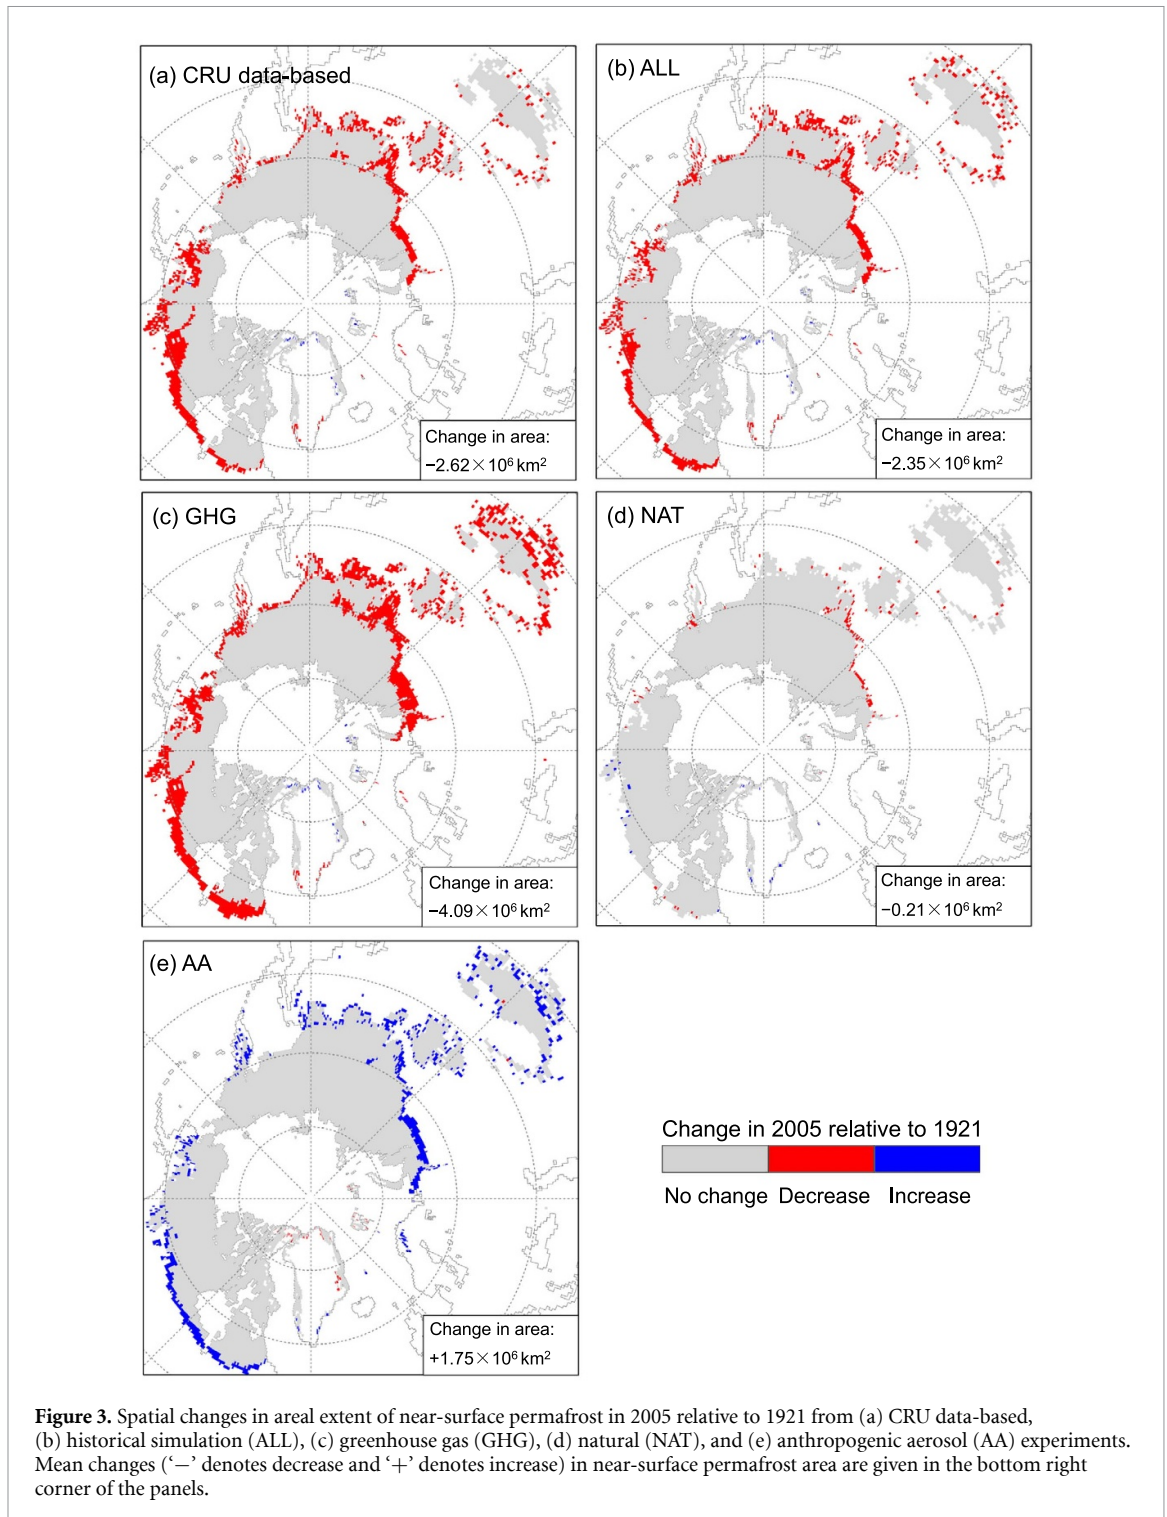 (a) CRU data-based
Change in area:
−2.62×10⁶ km²
(b) ALL
Change in area:
−2.35×10⁶ km²
(c) GHG
Change in area:
−4.09×10⁶ km²
(d) NAT
Change in area:
−0.21×10⁶ km²
(e) AA
Change in area:
+1.75×10⁶ km²
Change in 2005 relative to 1921
No change Decrease Increase
Figure 3. Spatial changes in areal extent of near-surface permafrost in 2005 relative to 1921 from (a) CRU data-based,
(b) historical simulation (ALL), (c) greenhouse gas (GHG), (d) natural (NAT), and (e) anthropogenic aerosol (AA) experiments.
Mean changes (‘−’ denotes decrease and ‘+’ denotes increase) in near-surface permafrost area are given in the bottom right
corner of the panels.